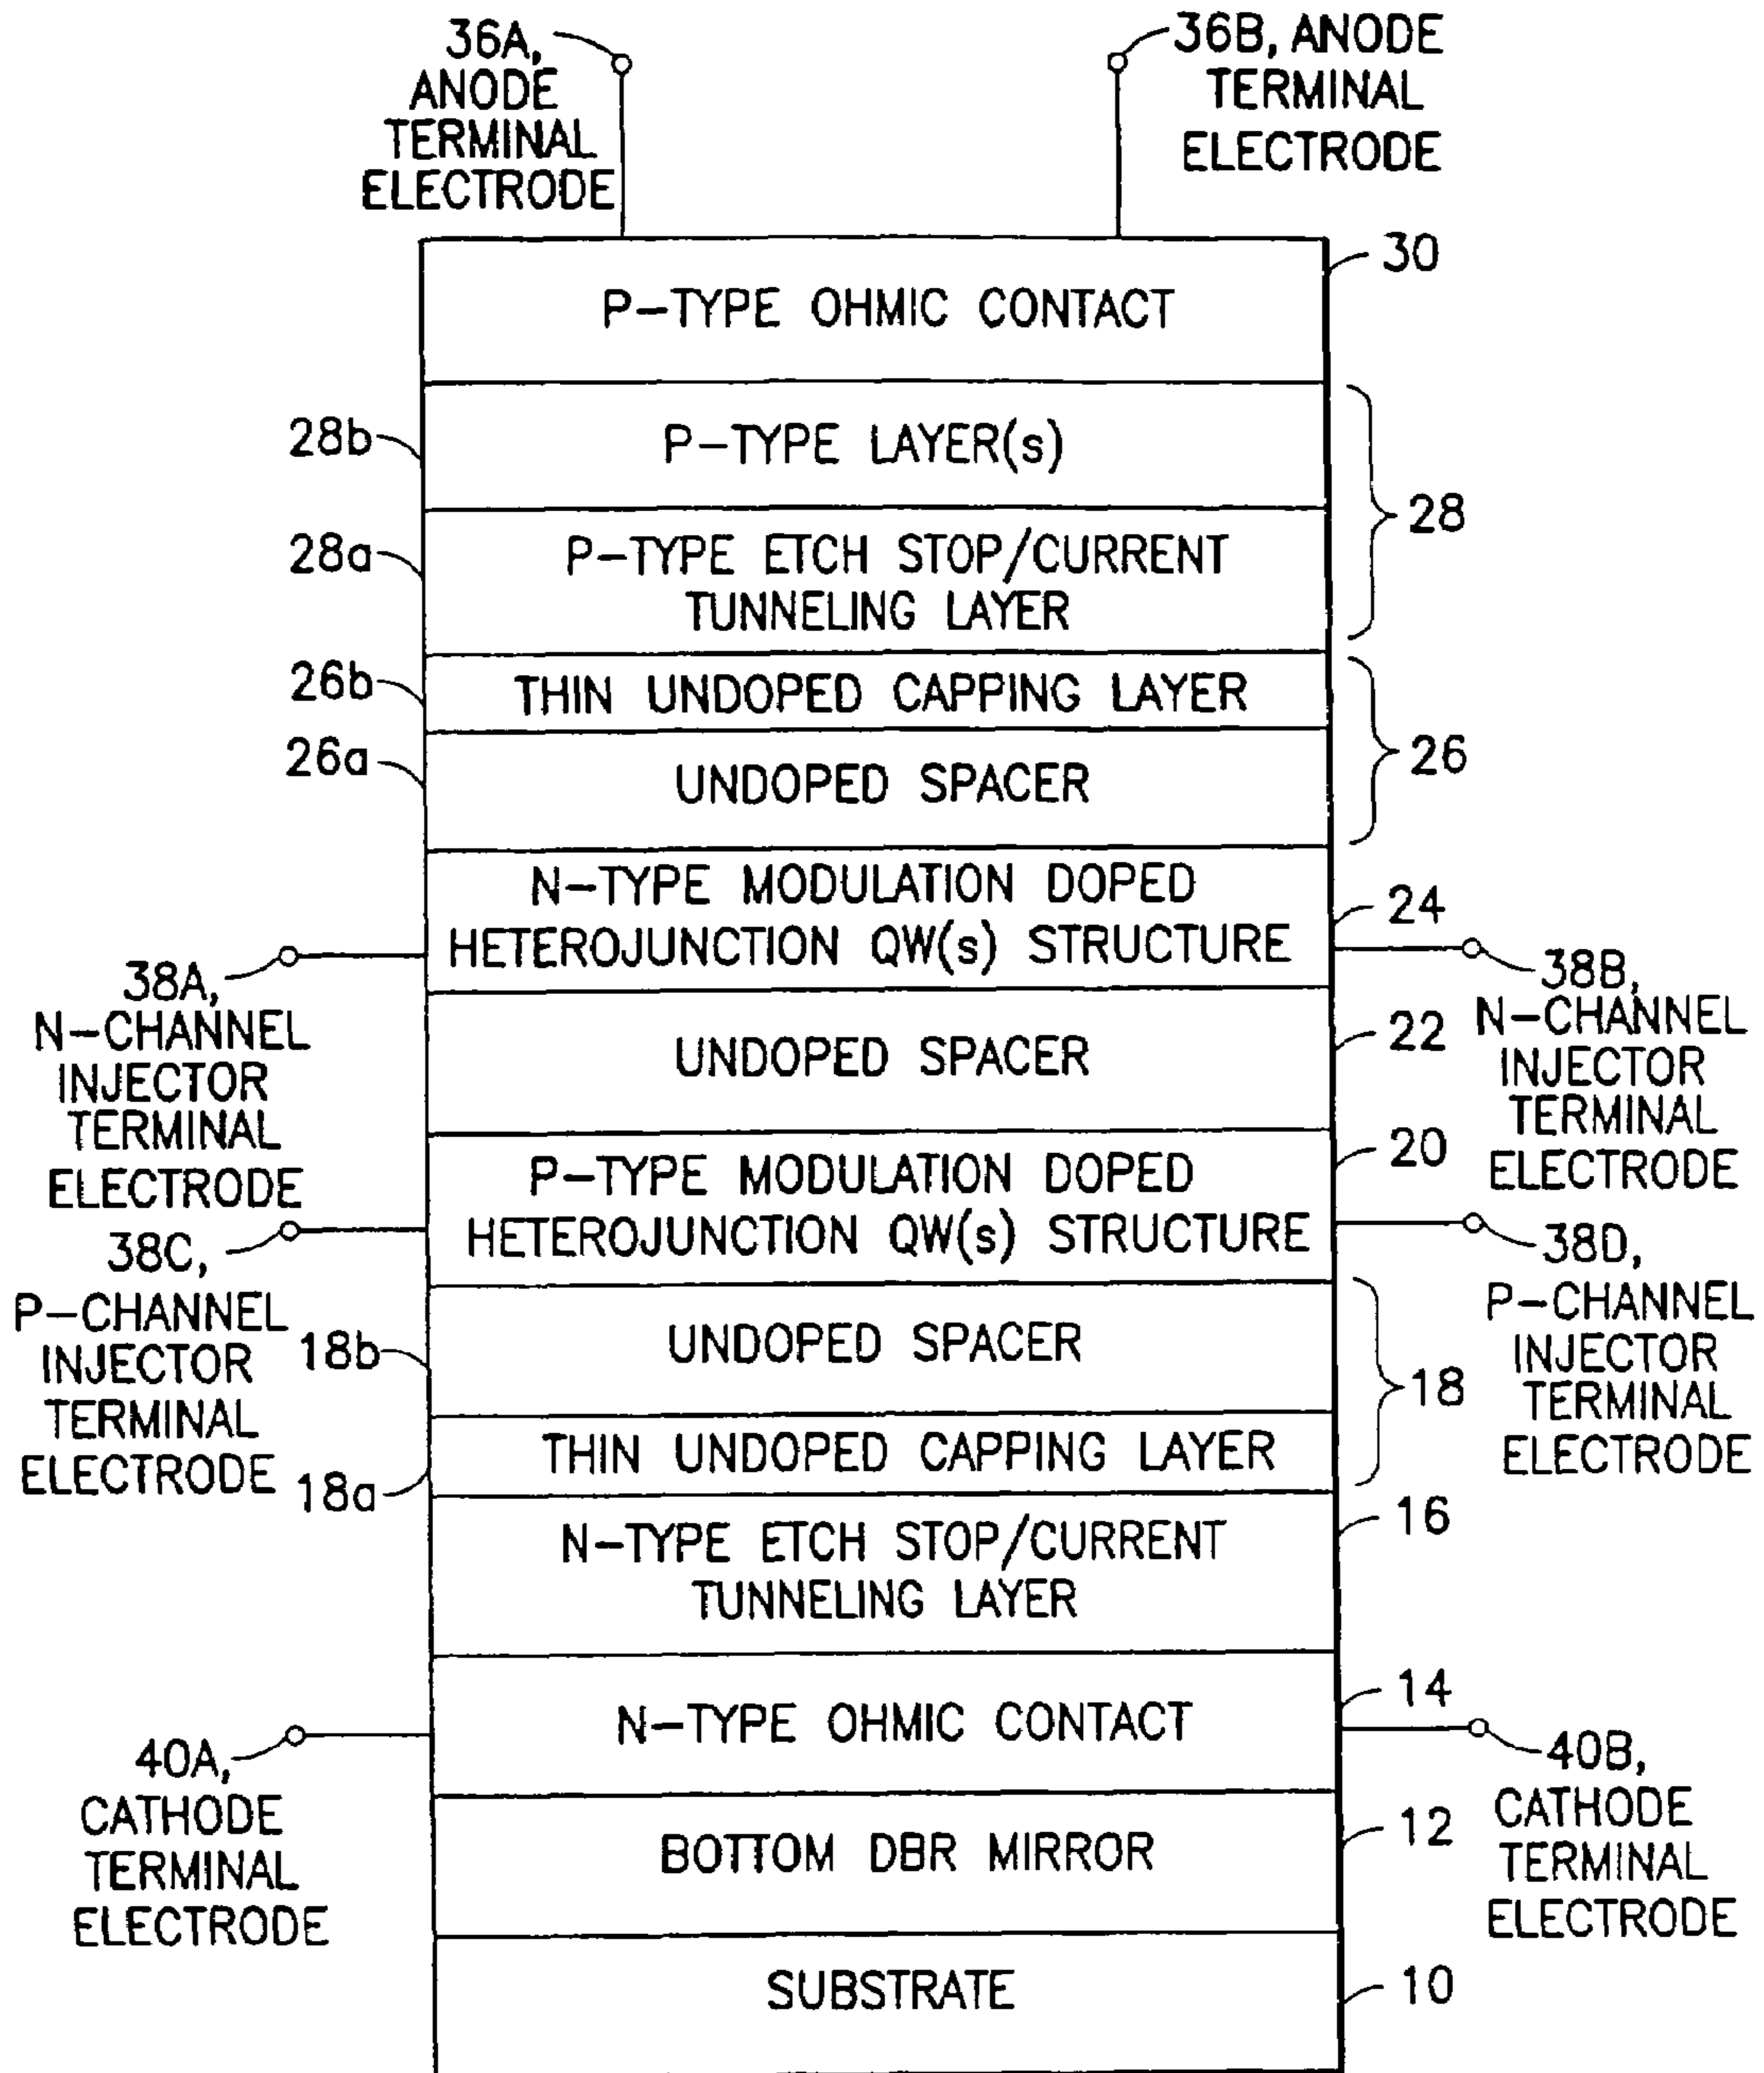 36A,
ANODE
TERMINAL
ELECTRODE
36B, ANODE
TERMINAL
ELECTRODE
30
P-TYPE OHMIC CONTACT
28b
P-TYPE LAYER(s)
28
28a
P-TYPE ETCH STOP/CURRENT
TUNNELING LAYER
26b
THIN UNDOPED CAPPING LAYER
26
26a
UNDOPED SPACER
N-TYPE MODULATION DOPED
HETEROJUNCTION QW(s) STRUCTURE
24
38A,
N-CHANNEL
INJECTOR
TERMINAL
ELECTRODE
38B,
N-CHANNEL
INJECTOR
TERMINAL
ELECTRODE
UNDOPED SPACER
22
P-TYPE MODULATION DOPED
HETEROJUNCTION QW(s) STRUCTURE
20
38C,
P-CHANNEL
INJECTOR
TERMINAL
ELECTRODE
38D,
P-CHANNEL
INJECTOR
TERMINAL
ELECTRODE
18b
UNDOPED SPACER
18
18a
THIN UNDOPED CAPPING LAYER
16
N-TYPE ETCH STOP/CURRENT
TUNNELING LAYER
14
N-TYPE OHMIC CONTACT
40A,
CATHODE
TERMINAL
ELECTRODE
40B,
CATHODE
TERMINAL
ELECTRODE
12
BOTTOM DBR MIRROR
SUBSTRATE
10